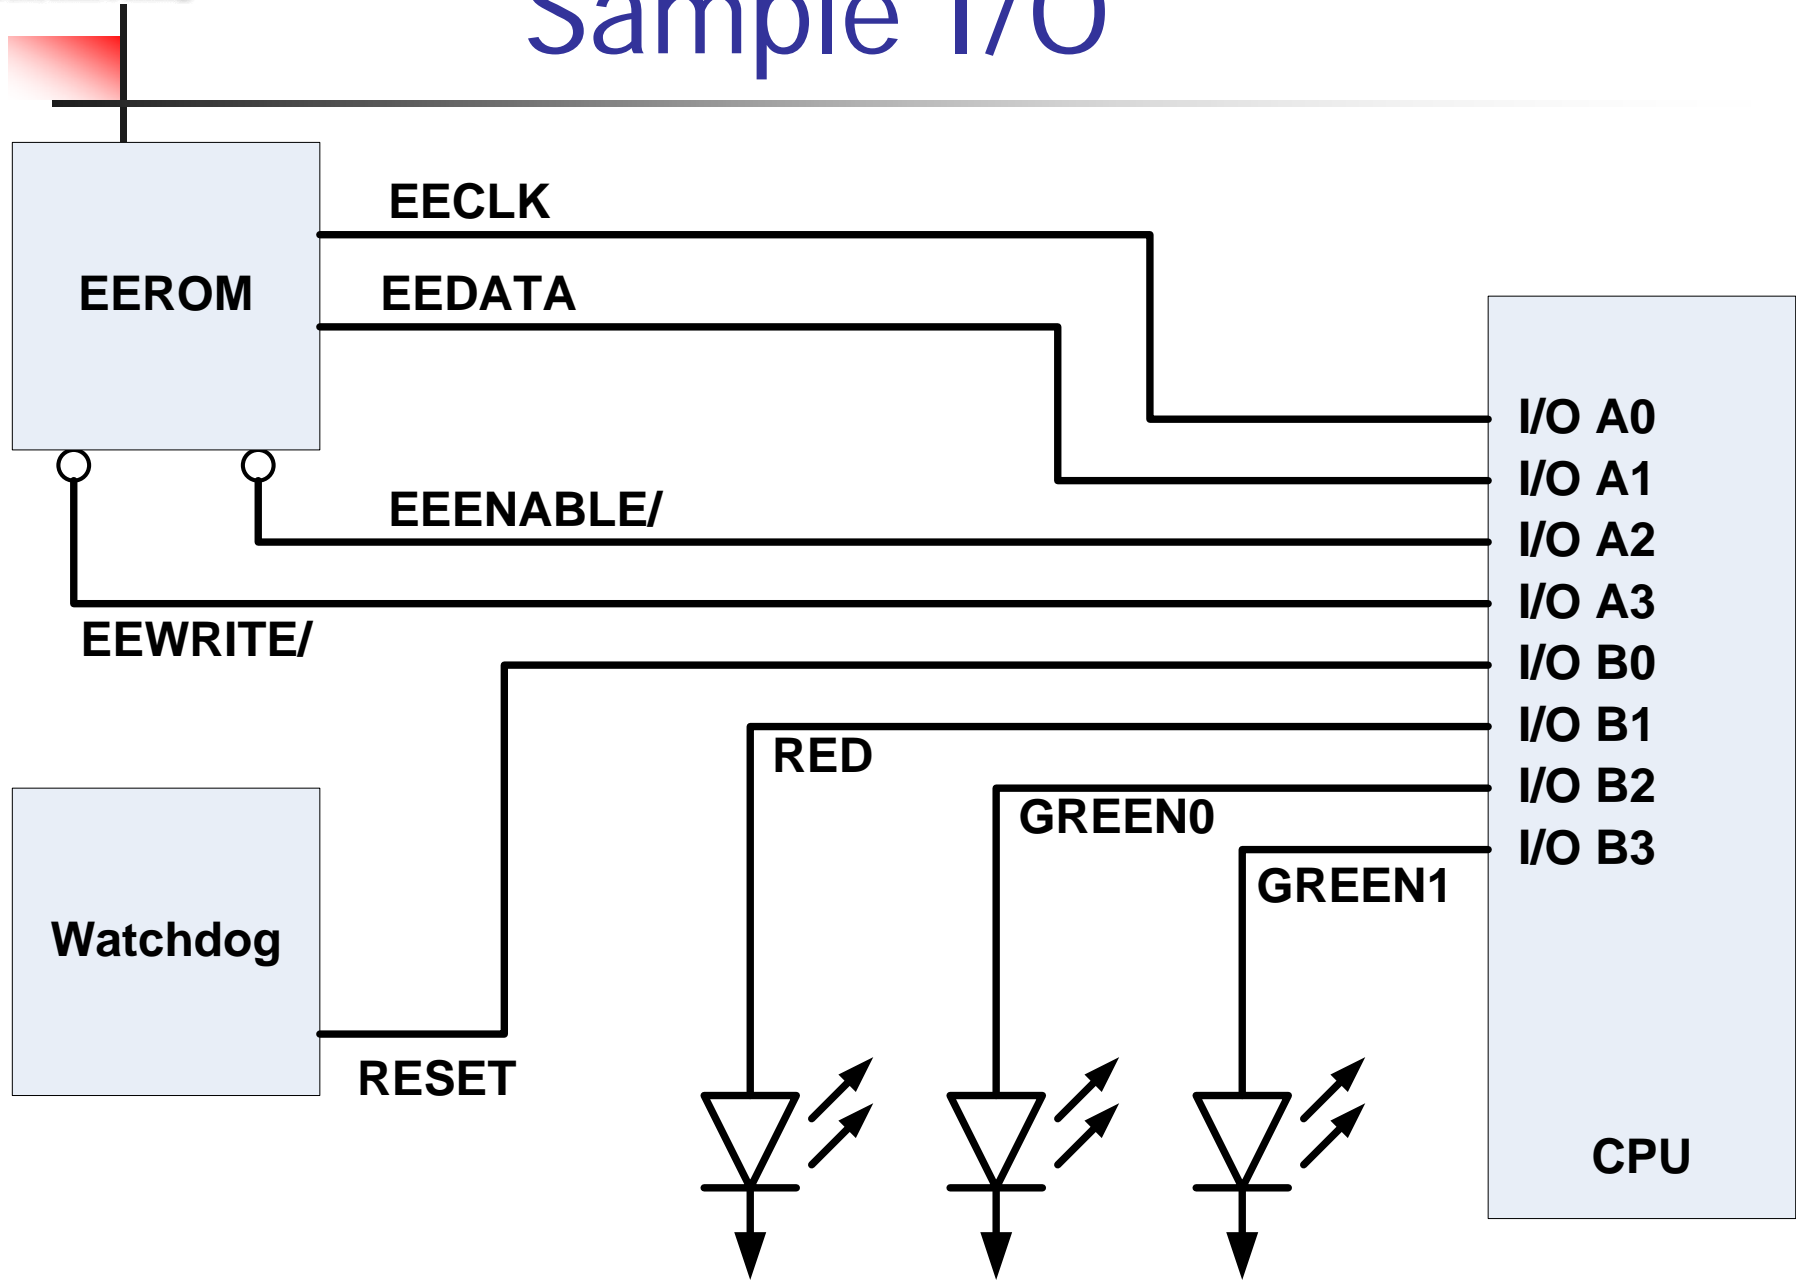 Sample I/O
EECLK
EEROM
EEDATA
I/O A0
I/O A1
EEENABLE/
I/O A2
I/O A3
EEWRITE/
I/O B0
I/O B1
RED
I/O B2
GREEN0
I/O B3
GREEN1
Watchdog
RESET
CPU